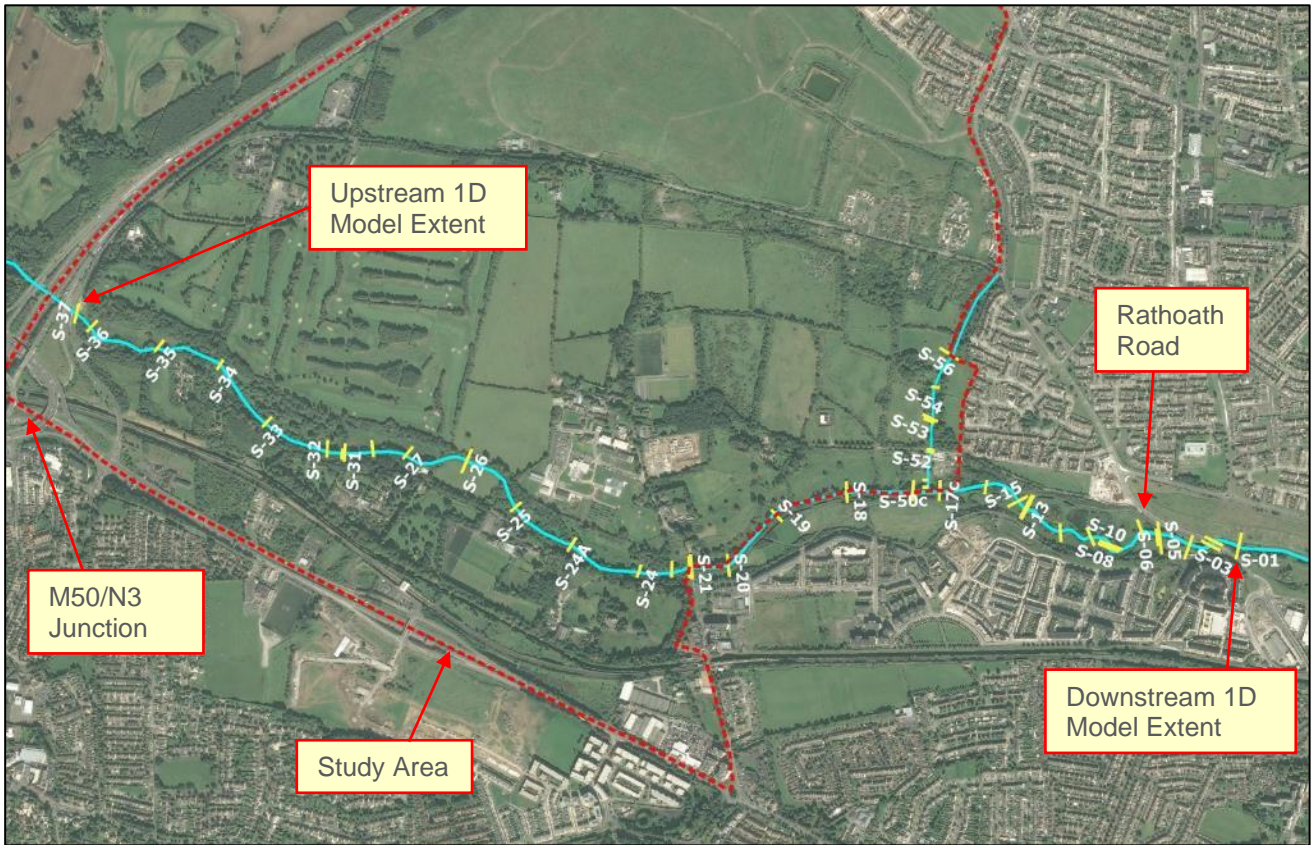 Upstream 1D
Model Extent
Rathoath
Road
M50/N3
Junction
Study Area
Downstream 1D
Model Extent
S-37
S-36
S-35
S-34
S-33
S-32
S-31
S-27
S-26
S-25
S-24A
S-24
S-21
S-20
S-19
S-18
S-50c
S-17c
S-56
S-54
S-53
S-52
S-15
S-13
S-10
S-08
S-06
S-05
S-03
S-01